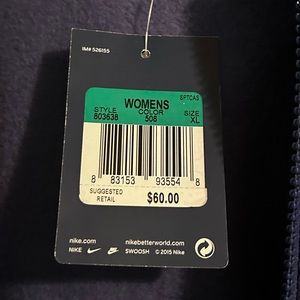 IM# 526155
WOMENS SPTCAS
STYLE COLOR SIZE
803638 508 XL
8 83153 93554 8
SUGGESTED
RETAIL $60.00
nike.com nikebetterworld.com
NIKE SWOOSH © 2015 Nike